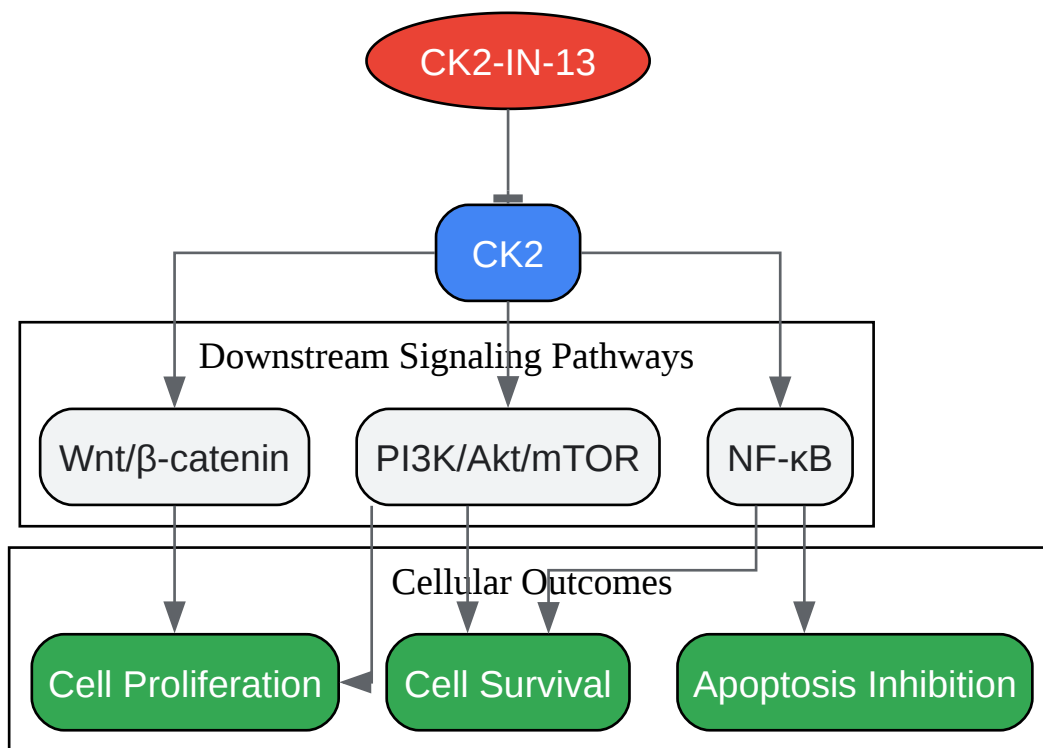 CK2-IN-13
CK2
Downstream Signaling Pathways
Wnt/β-catenin
PI3K/Akt/mTOR
NF-κB
Cellular Outcomes
Cell Proliferation
Cell Survival
Apoptosis Inhibition